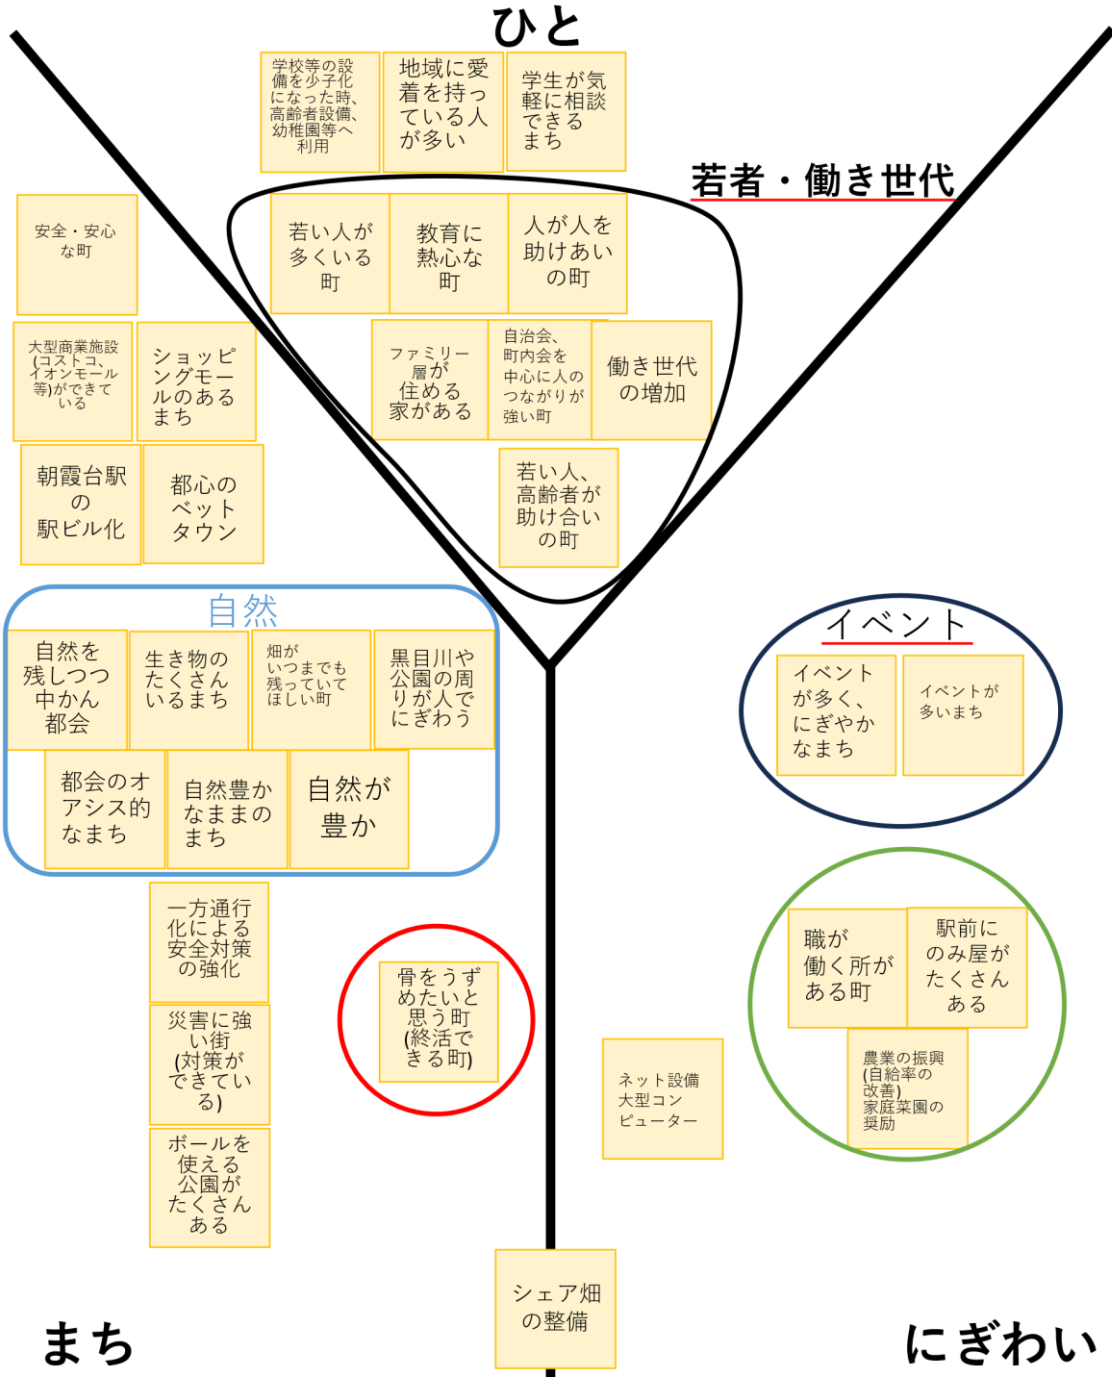 ひと
学校等の設
備を少子化
になった時、
高齢者設備、
幼稚園等へ
利用
地域に愛
着を持っ
ている人
が多い
学生が気
軽に相談
できる
まち
若者・働き世代
若い人が
多くいる
町
教育に
熱心な
町
人が人を
助けあい
の町
ファミリー
層が
住める
家がある
自治会、
町内会を
中心に人の
つながりが
強い町
働き世代
の増加
若い人、
高齢者が
助け合い
の町
安全・安心
な町
大型商業施設
(コストコ、
イオンモール
等)ができて
いる
ショッピ
ングモー
ルのある
まち
朝霞台駅
の
駅ビル化
都心の
ベット
タウン
自然
自然を
残しつつ
中かん
都会
生き物の
たくさん
いるまち
畑が
いつまでも
残っていて
ほしい町
黒目川や
公園の周
りが人で
にぎわう
都会のオ
アシス的
なまち
自然豊か
なままの
まち
自然が
豊か
一方通行
化による
安全対策
の強化
災害に強
い街
(対策が
できてい
る)
ボールを
使える
公園が
たくさん
ある
骨をうず
めたいと
思う町
(終活で
きる町)
イベント
イベント
が多く、
にぎやか
なまち
イベントが
多いまち
職が
働く所が
ある町
駅前に
のみ屋が
たくさん
ある
農業の振興
(自給率の
改善)
家庭菜園の
奨励
ネット設備
大型コン
ピューター
シェア畑
の整備
まち
にぎわい